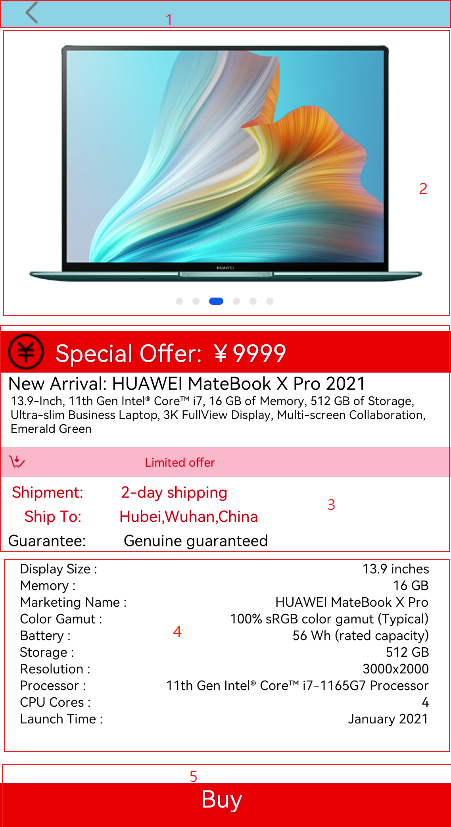 1
2
HUAWEI
Special Offer: ￥9999
New Arrival: HUAWEI MateBook X Pro 2021
13.9-Inch, 11th Gen Intel® Core™ i7, 16 GB of Memory, 512 GB of Storage,
Ultra-slim Business Laptop, 3K FullView Display, Multi-screen Collaboration,
Emerald Green
Limited offer
Shipment: 2-day shipping
3
Ship To: Hubei,Wuhan,China
Guarantee: Genuine guaranteed
Display Size : 13.9 inches
Memory : 16 GB
Marketing Name : HUAWEI MateBook X Pro
Color Gamut : 100% sRGB color gamut (Typical)
4
Battery : 56 Wh (rated capacity)
Storage : 512 GB
Resolution : 3000x2000
Processor : 11th Gen Intel® Core™ i7-1165G7 Processor
CPU Cores : 4
Launch Time : January 2021
5
Buy